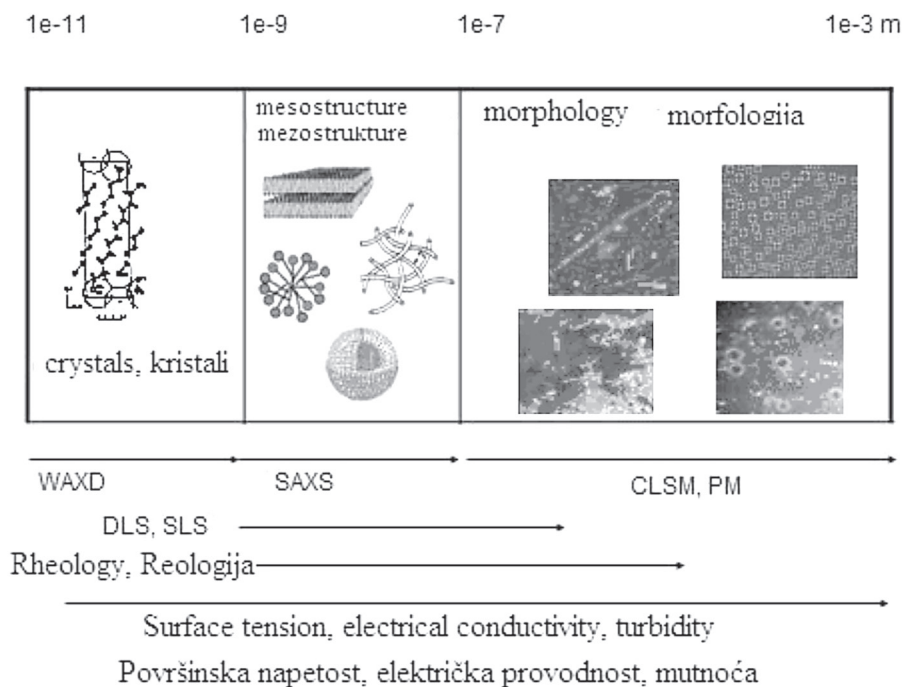 1e-11 1e-9 1e-7 1e-3 m
mesostructure
mezostrukture
morphology morfologija
crystals, kristali
WAXD SAXS CLSM, PM
DLS, SLS
Rheology, Reologija
Surface tension, electrical conductivity, turbidity
Površinska napetost, električka provodnost, mutnoća